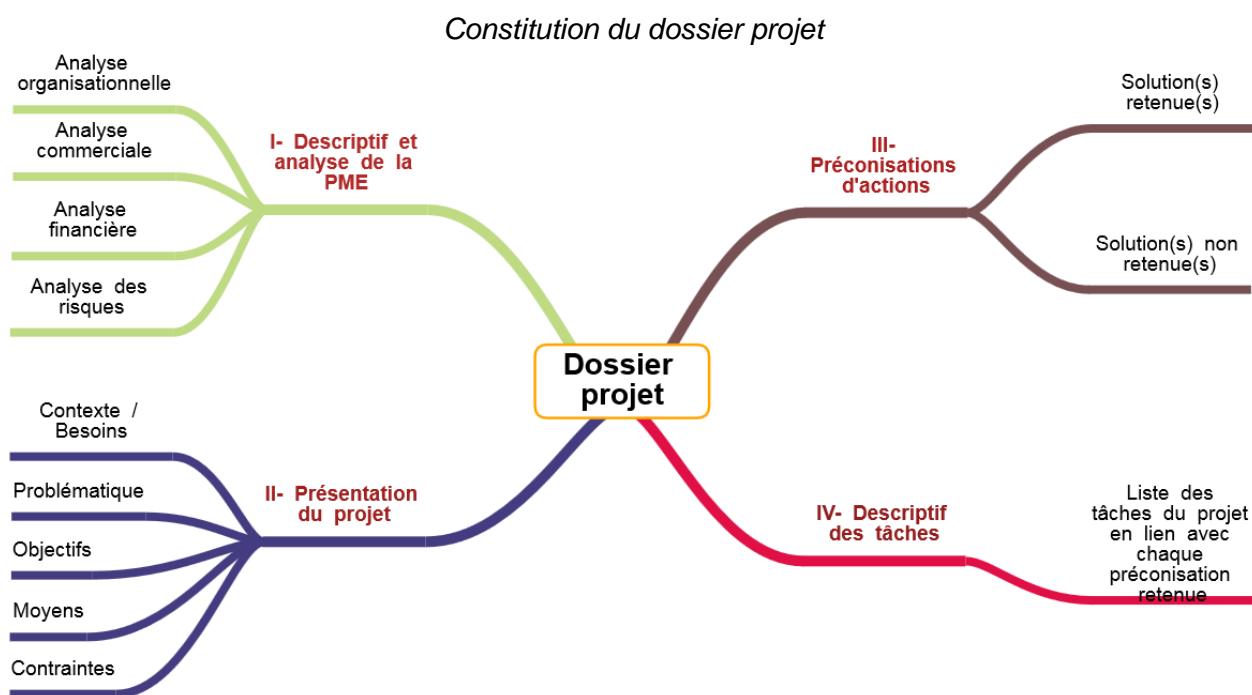 Constitution du dossier projet
Analyse
organisationnelle
Analyse
commerciale
Analyse
financière
Analyse des
risques
I- Descriptif et
analyse de la
PME
Contexte /
Besoins
Problématique
Objectifs
Moyens
Contraintes
II- Présentation
du projet
Dossier
projet
III-
Préconisations
d'actions
Solution(s)
retenue(s)
Solution(s) non
retenue(s)
IV- Descriptif
des tâches
Liste des
tâches du projet
en lien avec
chaque
préconisation
retenue